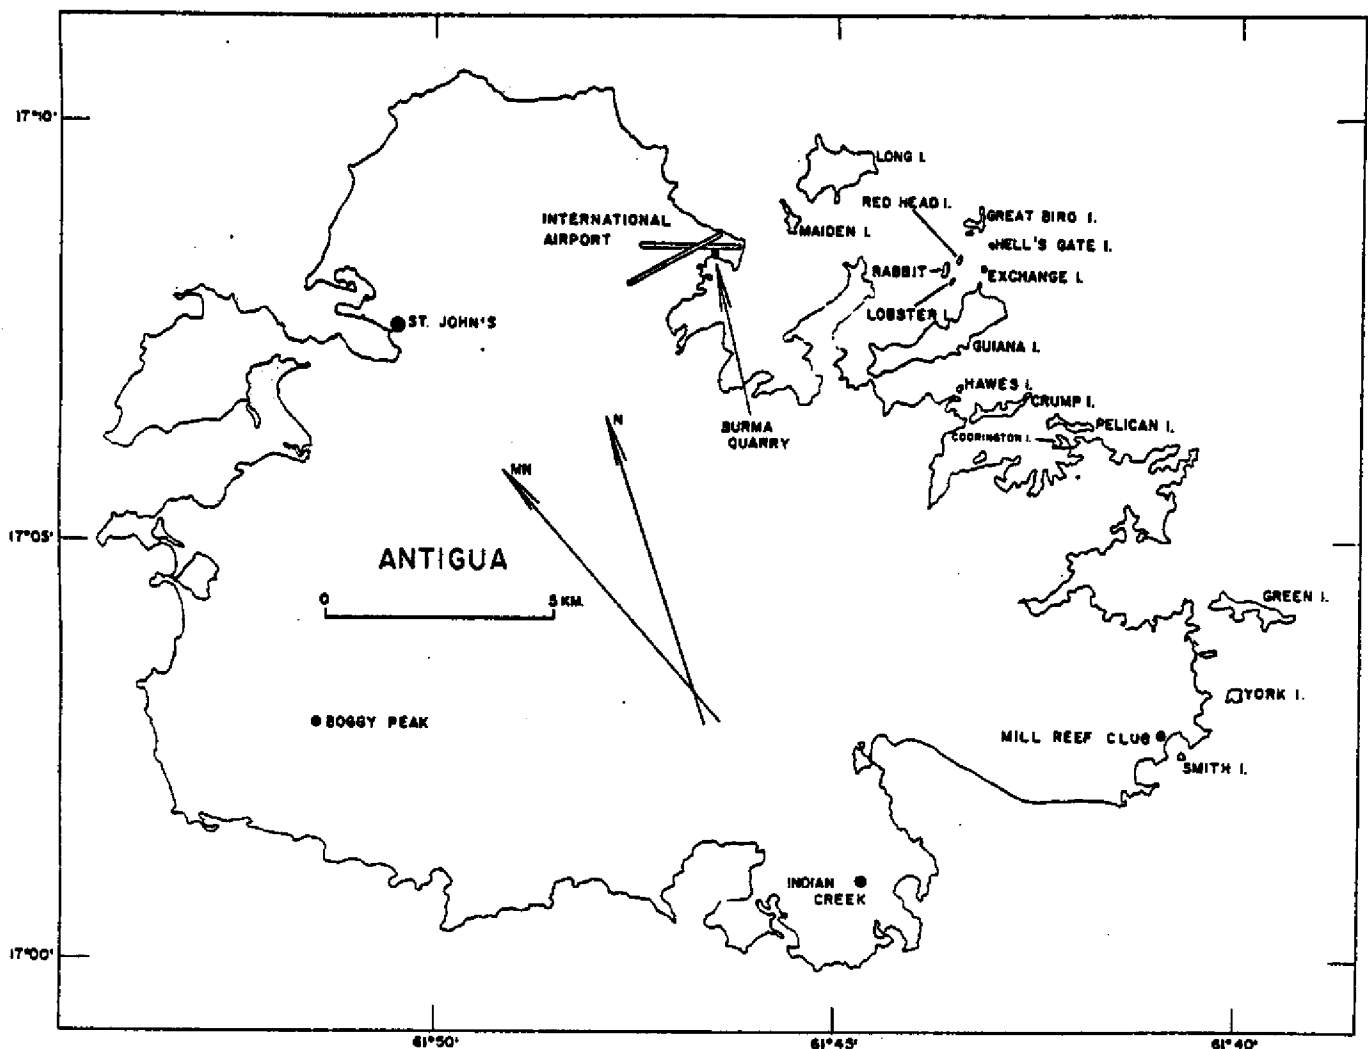 17°10'
LONG I.
RED HEAD I.
INTERNATIONAL
AIRPORT
GREAT BIRD I.
MAIDEN I.
HELL'S GATE I.
RABBIT
EXCHANGE I.
LOBSTER I.
ST. JOHN'S
GUIANA I.
HAWES I.
CRUMP I.
N
BURMA
QUARRY
PELICAN I.
CODRINGTON I.
MN
17°05'
ANTIGUA
0
5 KM.
GREEN I.
YORK I.
BOGGY PEAK
MILL REEF CLUB
SMITH I.
INDIAN
CREEK
17°00'
61°50'
61°45'
61°40'